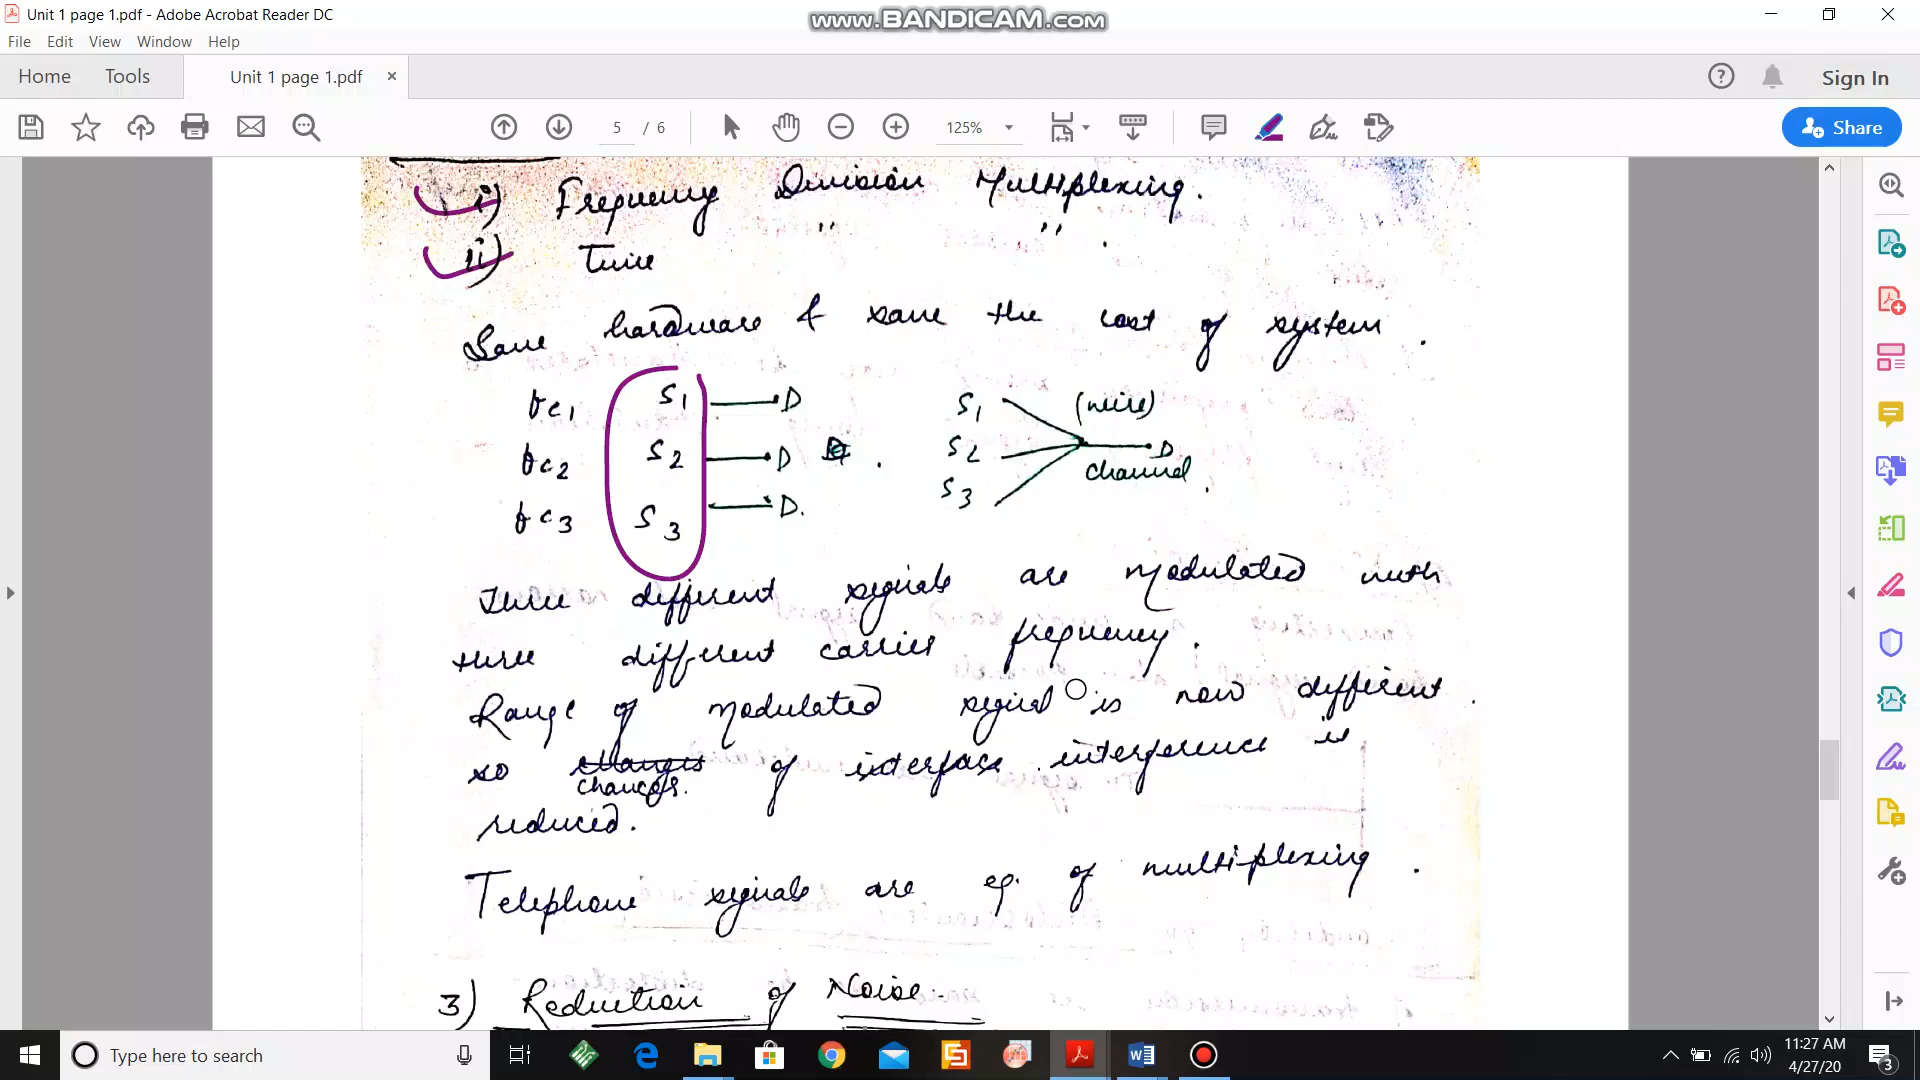 Unit 1 page 1.pdf - Adobe Acrobat Reader DC
www.BANDICAM.com
File Edit View Window Help
Home Tools Unit 1 page 1.pdf × Sign In
5 / 6 125% Share
i) Frequency Division Multiplexing.
ii) Time " " .
Save hardware & save the cost of system.
fc1 S1 D S1 (wire)
fc2 S2 D S2 D
channel.
fc3 S3 D. S3
Three different signals are modulated with
three different carrier frequency.
Range of modulated signal is now different.
so chances of interference is
reduced.
Telephone signals are eg. of multiplexing.
3) Reduction of Noise.
Type here to search
11:27 AM
4/27/20
3